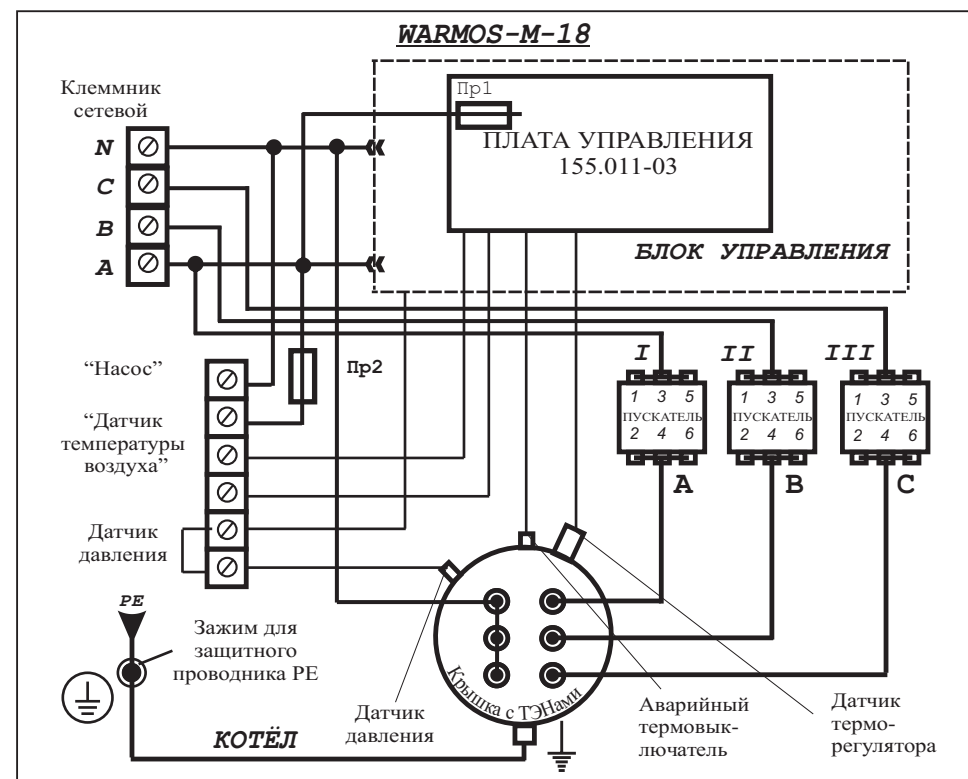 WARMOS-M-18
Клеммник
сетевой
Пр1
ПЛАТА УПРАВЛЕНИЯ
155.011-03
N
C
B
A
БЛОК УПРАВЛЕНИЯ
“Насос”
Пр2
“Датчик
температуры
воздуха”
Датчик
давления
I
II
III
1 3 5
ПУСКАТЕЛЬ
2 4 6
1 3 5
ПУСКАТЕЛЬ
2 4 6
1 3 5
ПУСКАТЕЛЬ
2 4 6
A
B
C
PE
Зажим для
защитного
проводника PE
Крышка с ТЭНами
Датчик
давления
Аварийный
термовык-
лючатель
Датчик
термо-
регулятора
КОТЁЛ